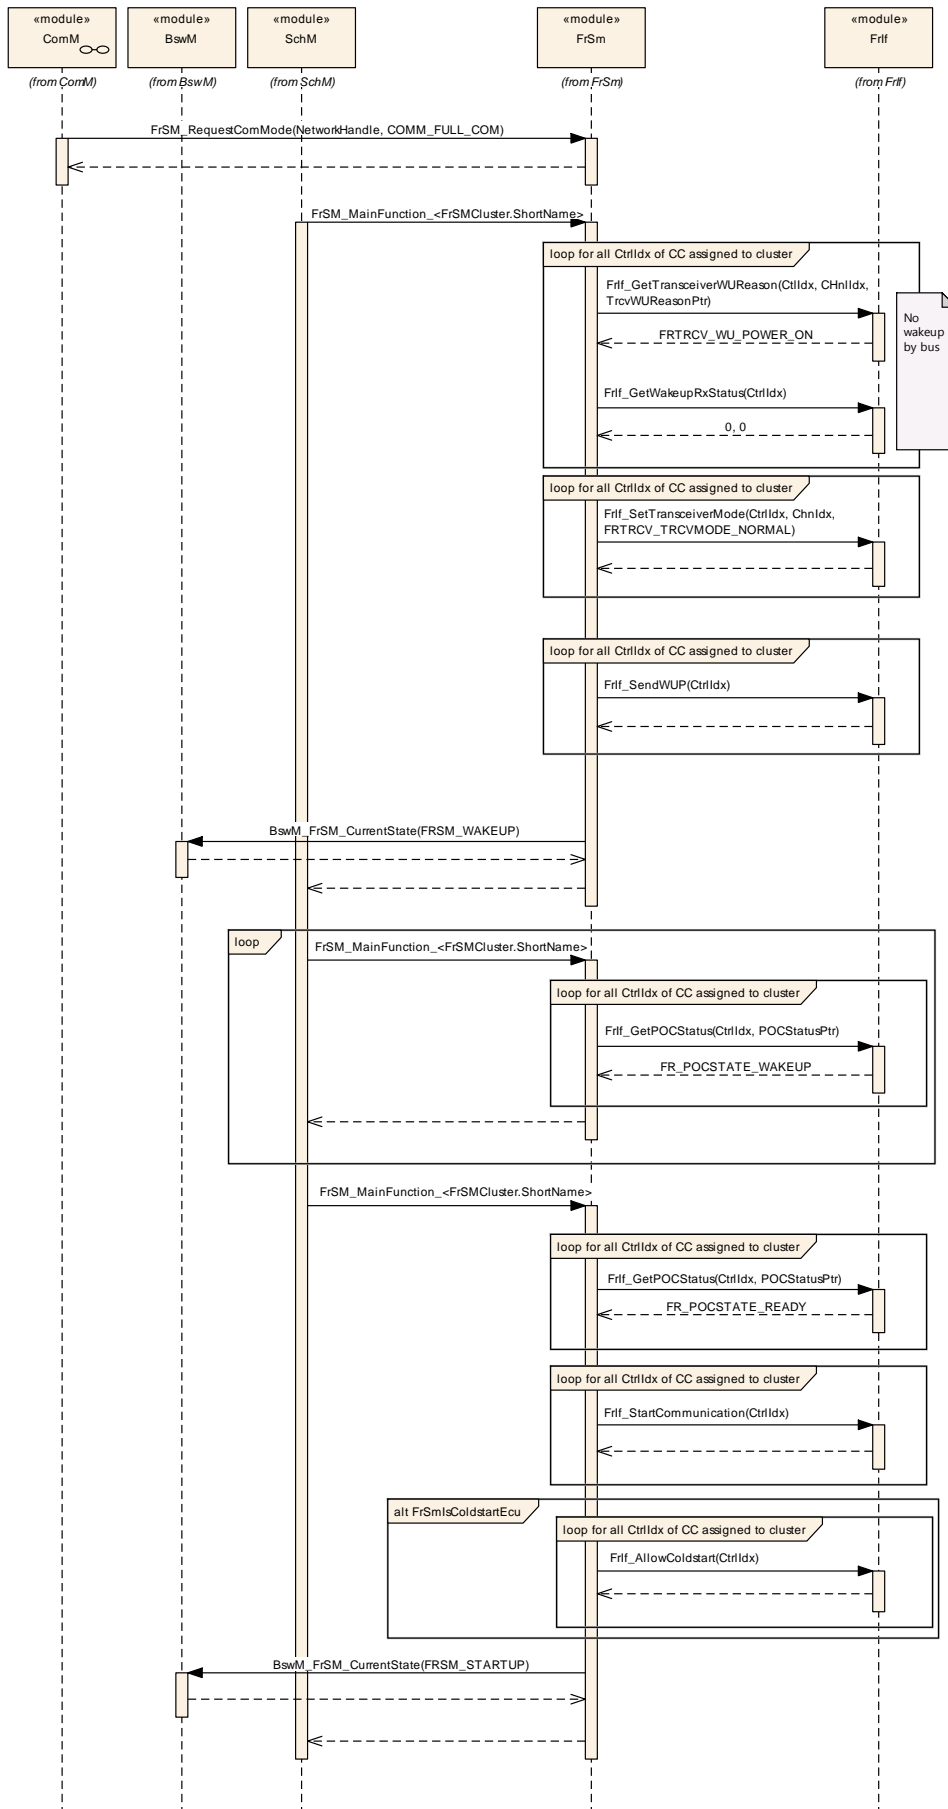 «module»
ComM
«module»
BswM
«module»
SchM
«module»
FrSm
«module»
FrIf
(from ComM)
(from BswM)
(from SchM)
(from FrSm)
(from FrIf)
FrSM_RequestComMode(NetworkHandle, COMM_FULL_COM)
FrSM_MainFunction_<FrSMCluster.ShortName>
loop for all CtrlIdx of CC assigned to cluster
FrIf_GetTransceiverWUReason(CtlIdx, CHnlIdx,
TrcvWUReasonPtr)
No
wakeup
by bus
FRTRCV_WU_POWER_ON
FrIf_GetWakeupRxStatus(CtrlIdx)
0, 0
loop for all CtrlIdx of CC assigned to cluster
FrIf_SetTransceiverMode(CtrlIdx, ChnIdx,
FRTRCV_TRCVMODE_NORMAL)
loop for all CtrlIdx of CC assigned to cluster
FrIf_SendWUP(CtrlIdx)
BswM_FrSM_CurrentState(FRSM_WAKEUP)
loop
FrSM_MainFunction_<FrSMCluster.ShortName>
loop for all CtrlIdx of CC assigned to cluster
FrIf_GetPOCStatus(CtrlIdx, POCStatusPtr)
FR_POCSTATE_WAKEUP
FrSM_MainFunction_<FrSMCluster.ShortName>
loop for all CtrlIdx of CC assigned to cluster
FrIf_GetPOCStatus(CtrlIdx, POCStatusPtr)
FR_POCSTATE_READY
loop for all CtrlIdx of CC assigned to cluster
FrIf_StartCommunication(CtrlIdx)
alt FrSmIsColdstartEcu
loop for all CtrlIdx of CC assigned to cluster
FrIf_AllowColdstart(CtrlIdx)
BswM_FrSM_CurrentState(FRSM_STARTUP)